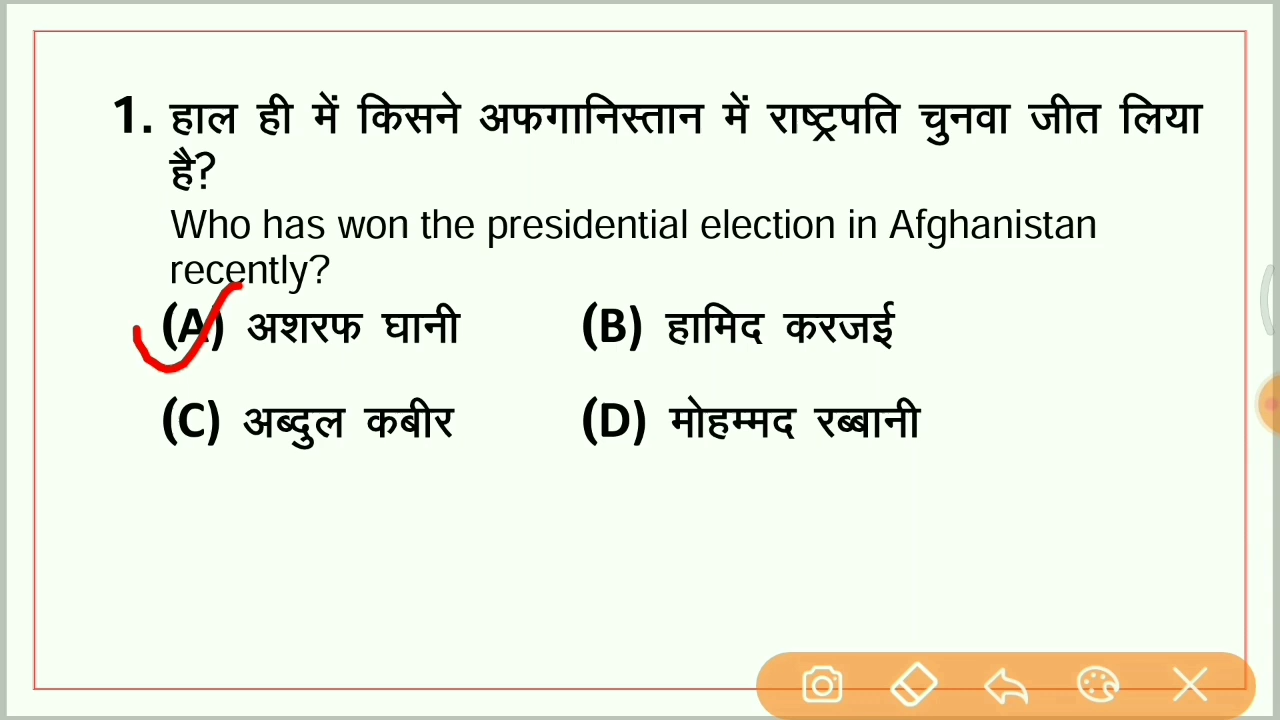 1. हाल ही में किसने अफगानिस्तान में राष्ट्रपति चुनवा जीत लिया
है?
Who has won the presidential election in Afghanistan
recently?
(A) अशरफ घानी (B) हामिद करजई
(C) अब्दुल कबीर (D) मोहम्मद रब्बानी